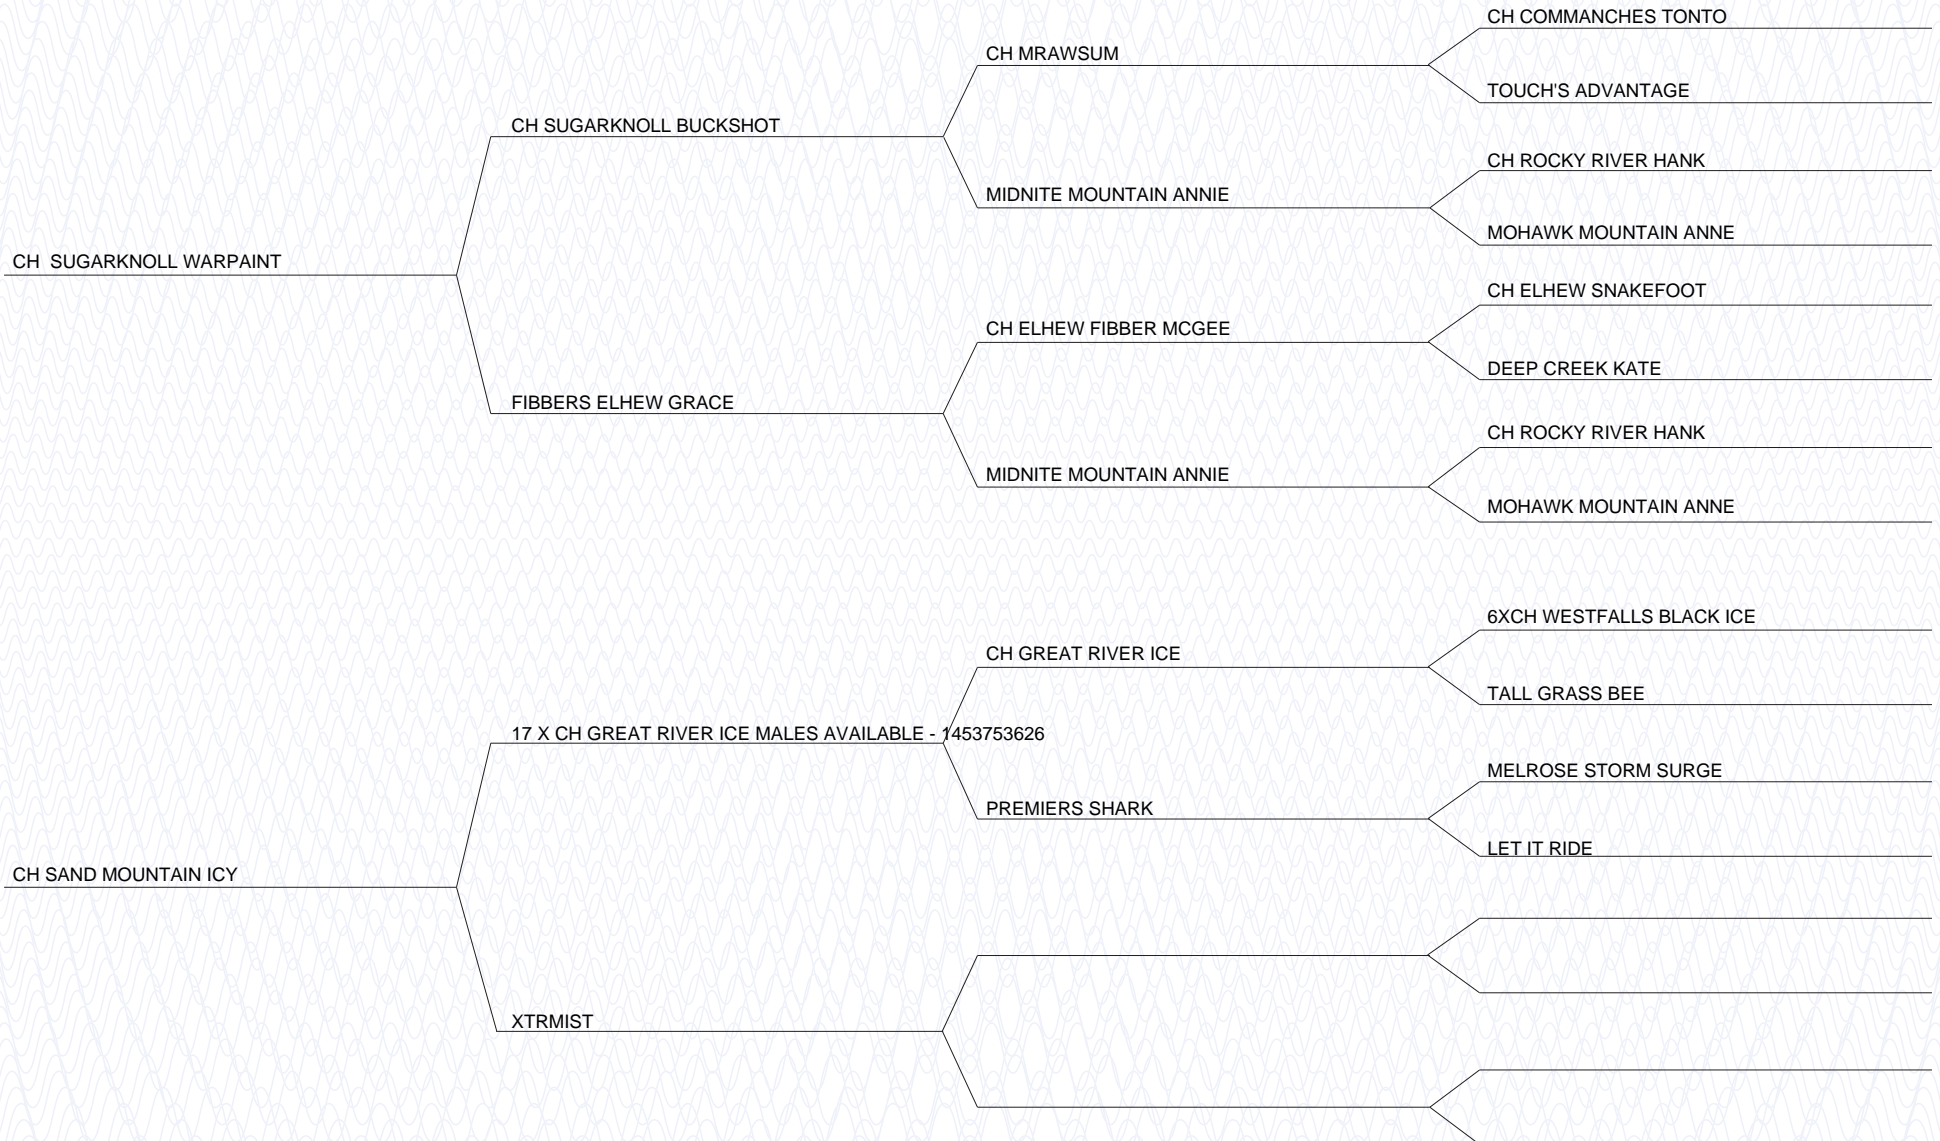 CH COMMANCHES TONTO
CH MRAWSUM
TOUCH'S ADVANTAGE
CH SUGARKNOLL BUCKSHOT
CH ROCKY RIVER HANK
MIDNITE MOUNTAIN ANNIE
MOHAWK MOUNTAIN ANNE
CH  SUGARKNOLL WARPAINT
CH ELHEW SNAKEFOOT
CH ELHEW FIBBER MCGEE
DEEP CREEK KATE
FIBBERS ELHEW GRACE
CH ROCKY RIVER HANK
MIDNITE MOUNTAIN ANNIE
MOHAWK MOUNTAIN ANNE
6XCH WESTFALLS BLACK ICE
CH GREAT RIVER ICE
TALL GRASS BEE
17 X CH GREAT RIVER ICE MALES AVAILABLE - 1453753626
MELROSE STORM SURGE
PREMIERS SHARK
LET IT RIDE
CH SAND MOUNTAIN ICY
XTRMIST